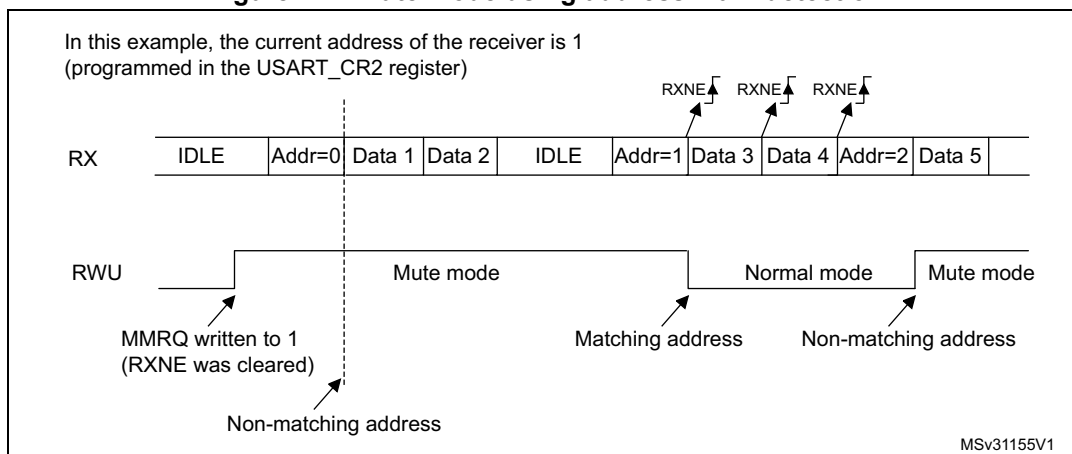 In this example, the current address of the receiver is 1
(programmed in the USART_CR2 register)
RXNE RXNE RXNE
RX IDLE Addr=0 Data 1 Data 2 IDLE Addr=1 Data 3 Data 4 Addr=2 Data 5
RWU Mute mode Normal mode Mute mode
MMRQ written to 1 Matching address Non-matching address
(RXNE was cleared)
Non-matching address
MSv31155V1